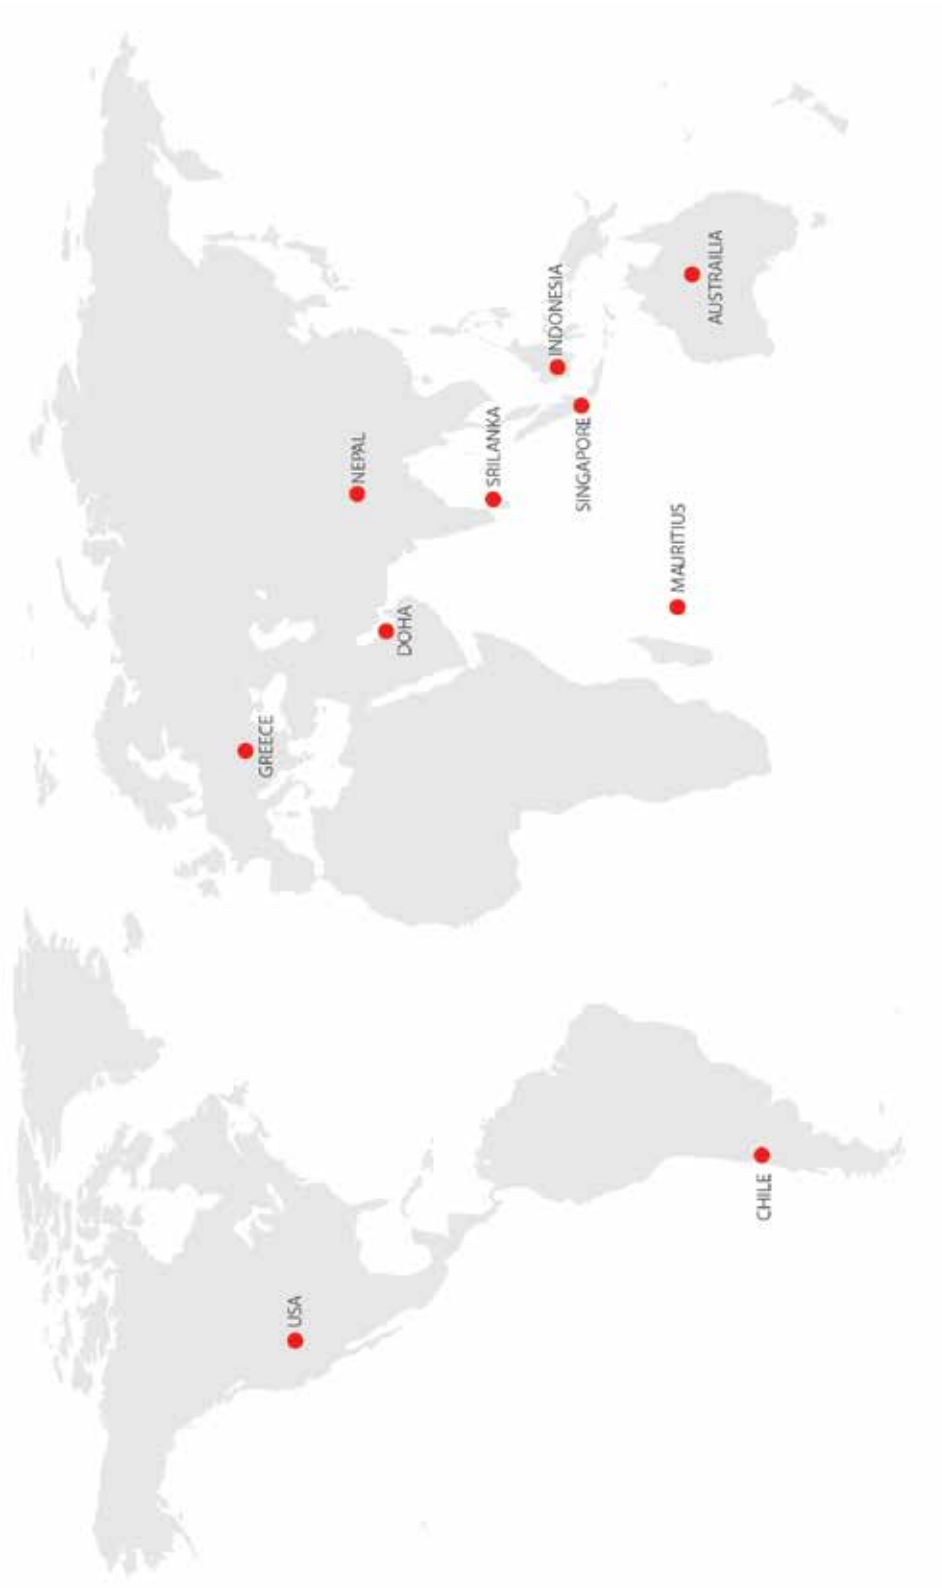 USA
CHILE
GREECE
DOHA
NEPAL
SRILANKA
SINGAPORE
INDONESIA
MAURITIUS
AUSTRAILIA